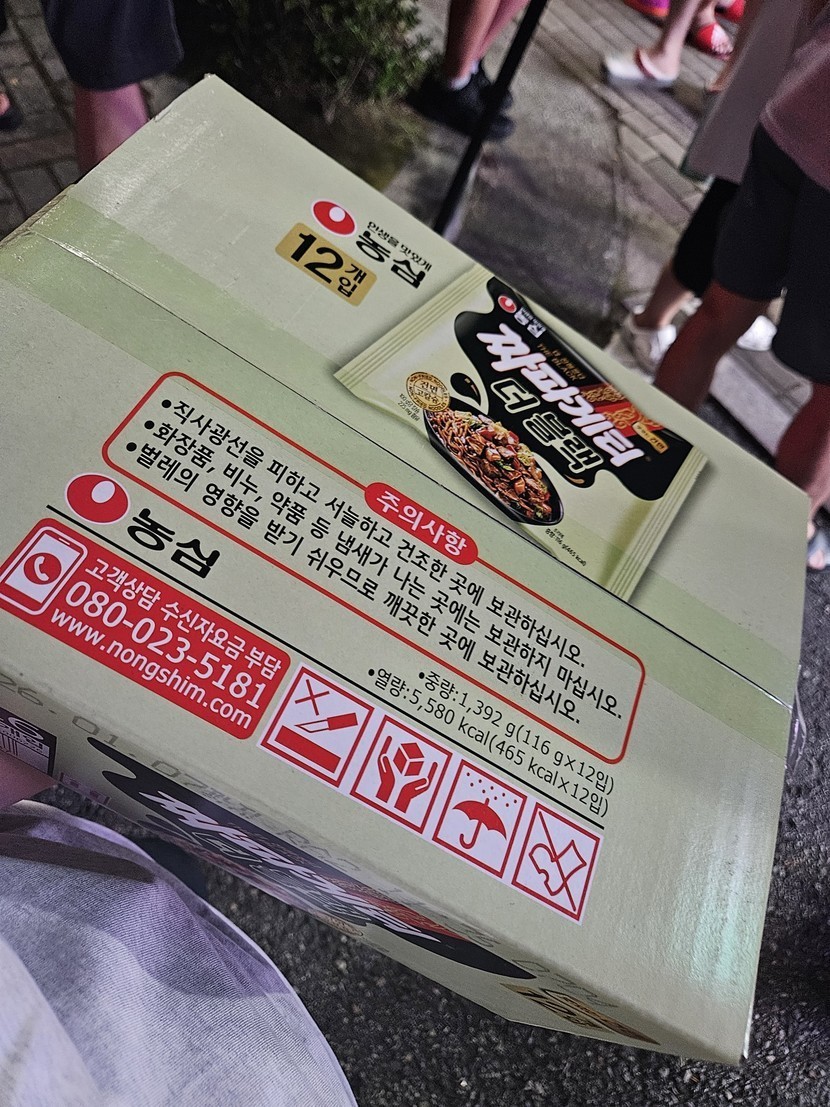 인생을 맛있게
농심
12개입
농심
짜파게티
더 블랙
주의사항
•직사광선을 피하고 서늘하고 건조한 곳에 보관하십시오.
•화장품, 비누, 약품 등 냄새가 나는 곳에는 보관하지 마십시오.
•벌레의 영향을 받기 쉬우므로 깨끗한 곳에 보관하십시오.
농심
고객상담 수신자요금부담
080-023-5181
www.nongshim.com
•중량:1,392 g(116 g×12입)
•열량:5,580 kcal(465 kcal×12입)
짜파게티